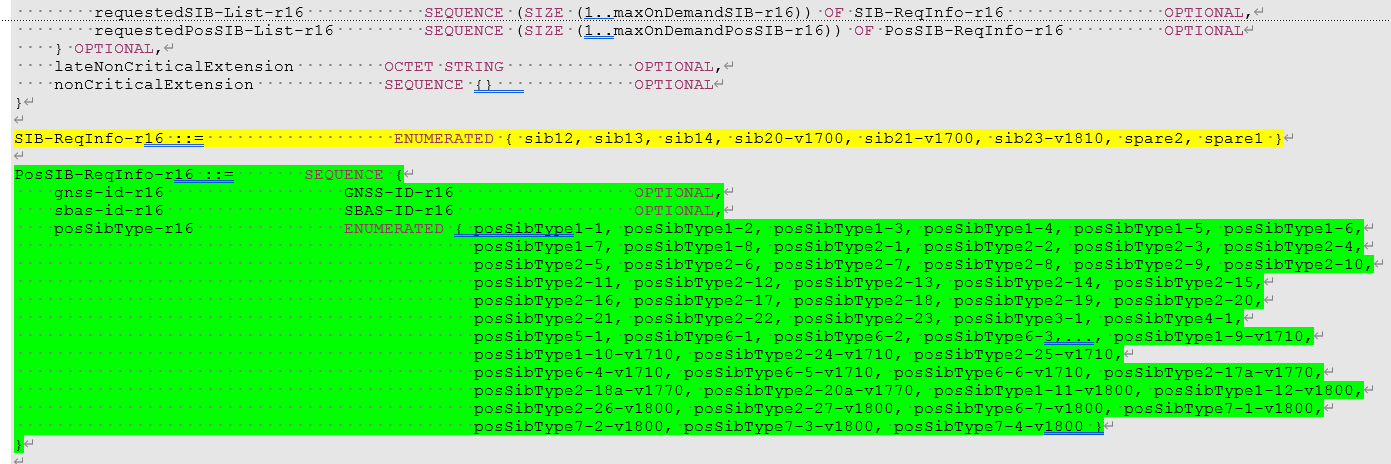 requestedSIB-List-r16 SEQUENCE (SIZE (1..maxOnDemandSIB-r16)) OF SIB-ReqInfo-r16 OPTIONAL,
requestedPosSIB-List-r16 SEQUENCE (SIZE (1..maxOnDemandPosSIB-r16)) OF PosSIB-ReqInfo-r16 OPTIONAL
} OPTIONAL,
lateNonCriticalExtension OCTET STRING OPTIONAL,
nonCriticalExtension SEQUENCE {} OPTIONAL
}
SIB-ReqInfo-r16 ::= ENUMERATED { sib12, sib13, sib14, sib20-v1700, sib21-v1700, sib23-v1810, spare2, spare1 }
PosSIB-ReqInfo-r16 ::= SEQUENCE {
gnss-id-r16 GNSS-ID-r16 OPTIONAL,
sbas-id-r16 SBAS-ID-r16 OPTIONAL,
posSibType-r16 ENUMERATED { posSibType1-1, posSibType1-2, posSibType1-3, posSibType1-4, posSibType1-5, posSibType1-6,
posSibType1-7, posSibType1-8, posSibType2-1, posSibType2-2, posSibType2-3, posSibType2-4,
posSibType2-5, posSibType2-6, posSibType2-7, posSibType2-8, posSibType2-9, posSibType2-10,
posSibType2-11, posSibType2-12, posSibType2-13, posSibType2-14, posSibType2-15,
posSibType2-16, posSibType2-17, posSibType2-18, posSibType2-19, posSibType2-20,
posSibType2-21, posSibType2-22, posSibType2-23, posSibType3-1, posSibType4-1,
posSibType5-1, posSibType6-1, posSibType6-2, posSibType6-3,..., posSibType1-9-v1710,
posSibType1-10-v1710, posSibType2-24-v1710, posSibType2-25-v1710,
posSibType6-4-v1710, posSibType6-5-v1710, posSibType6-6-v1710, posSibType2-17a-v1770,
posSibType2-18a-v1770, posSibType2-20a-v1770, posSibType1-11-v1800, posSibType1-12-v1800,
posSibType2-26-v1800, posSibType2-27-v1800, posSibType6-7-v1800, posSibType7-1-v1800,
posSibType7-2-v1800, posSibType7-3-v1800, posSibType7-4-v1800 }
}